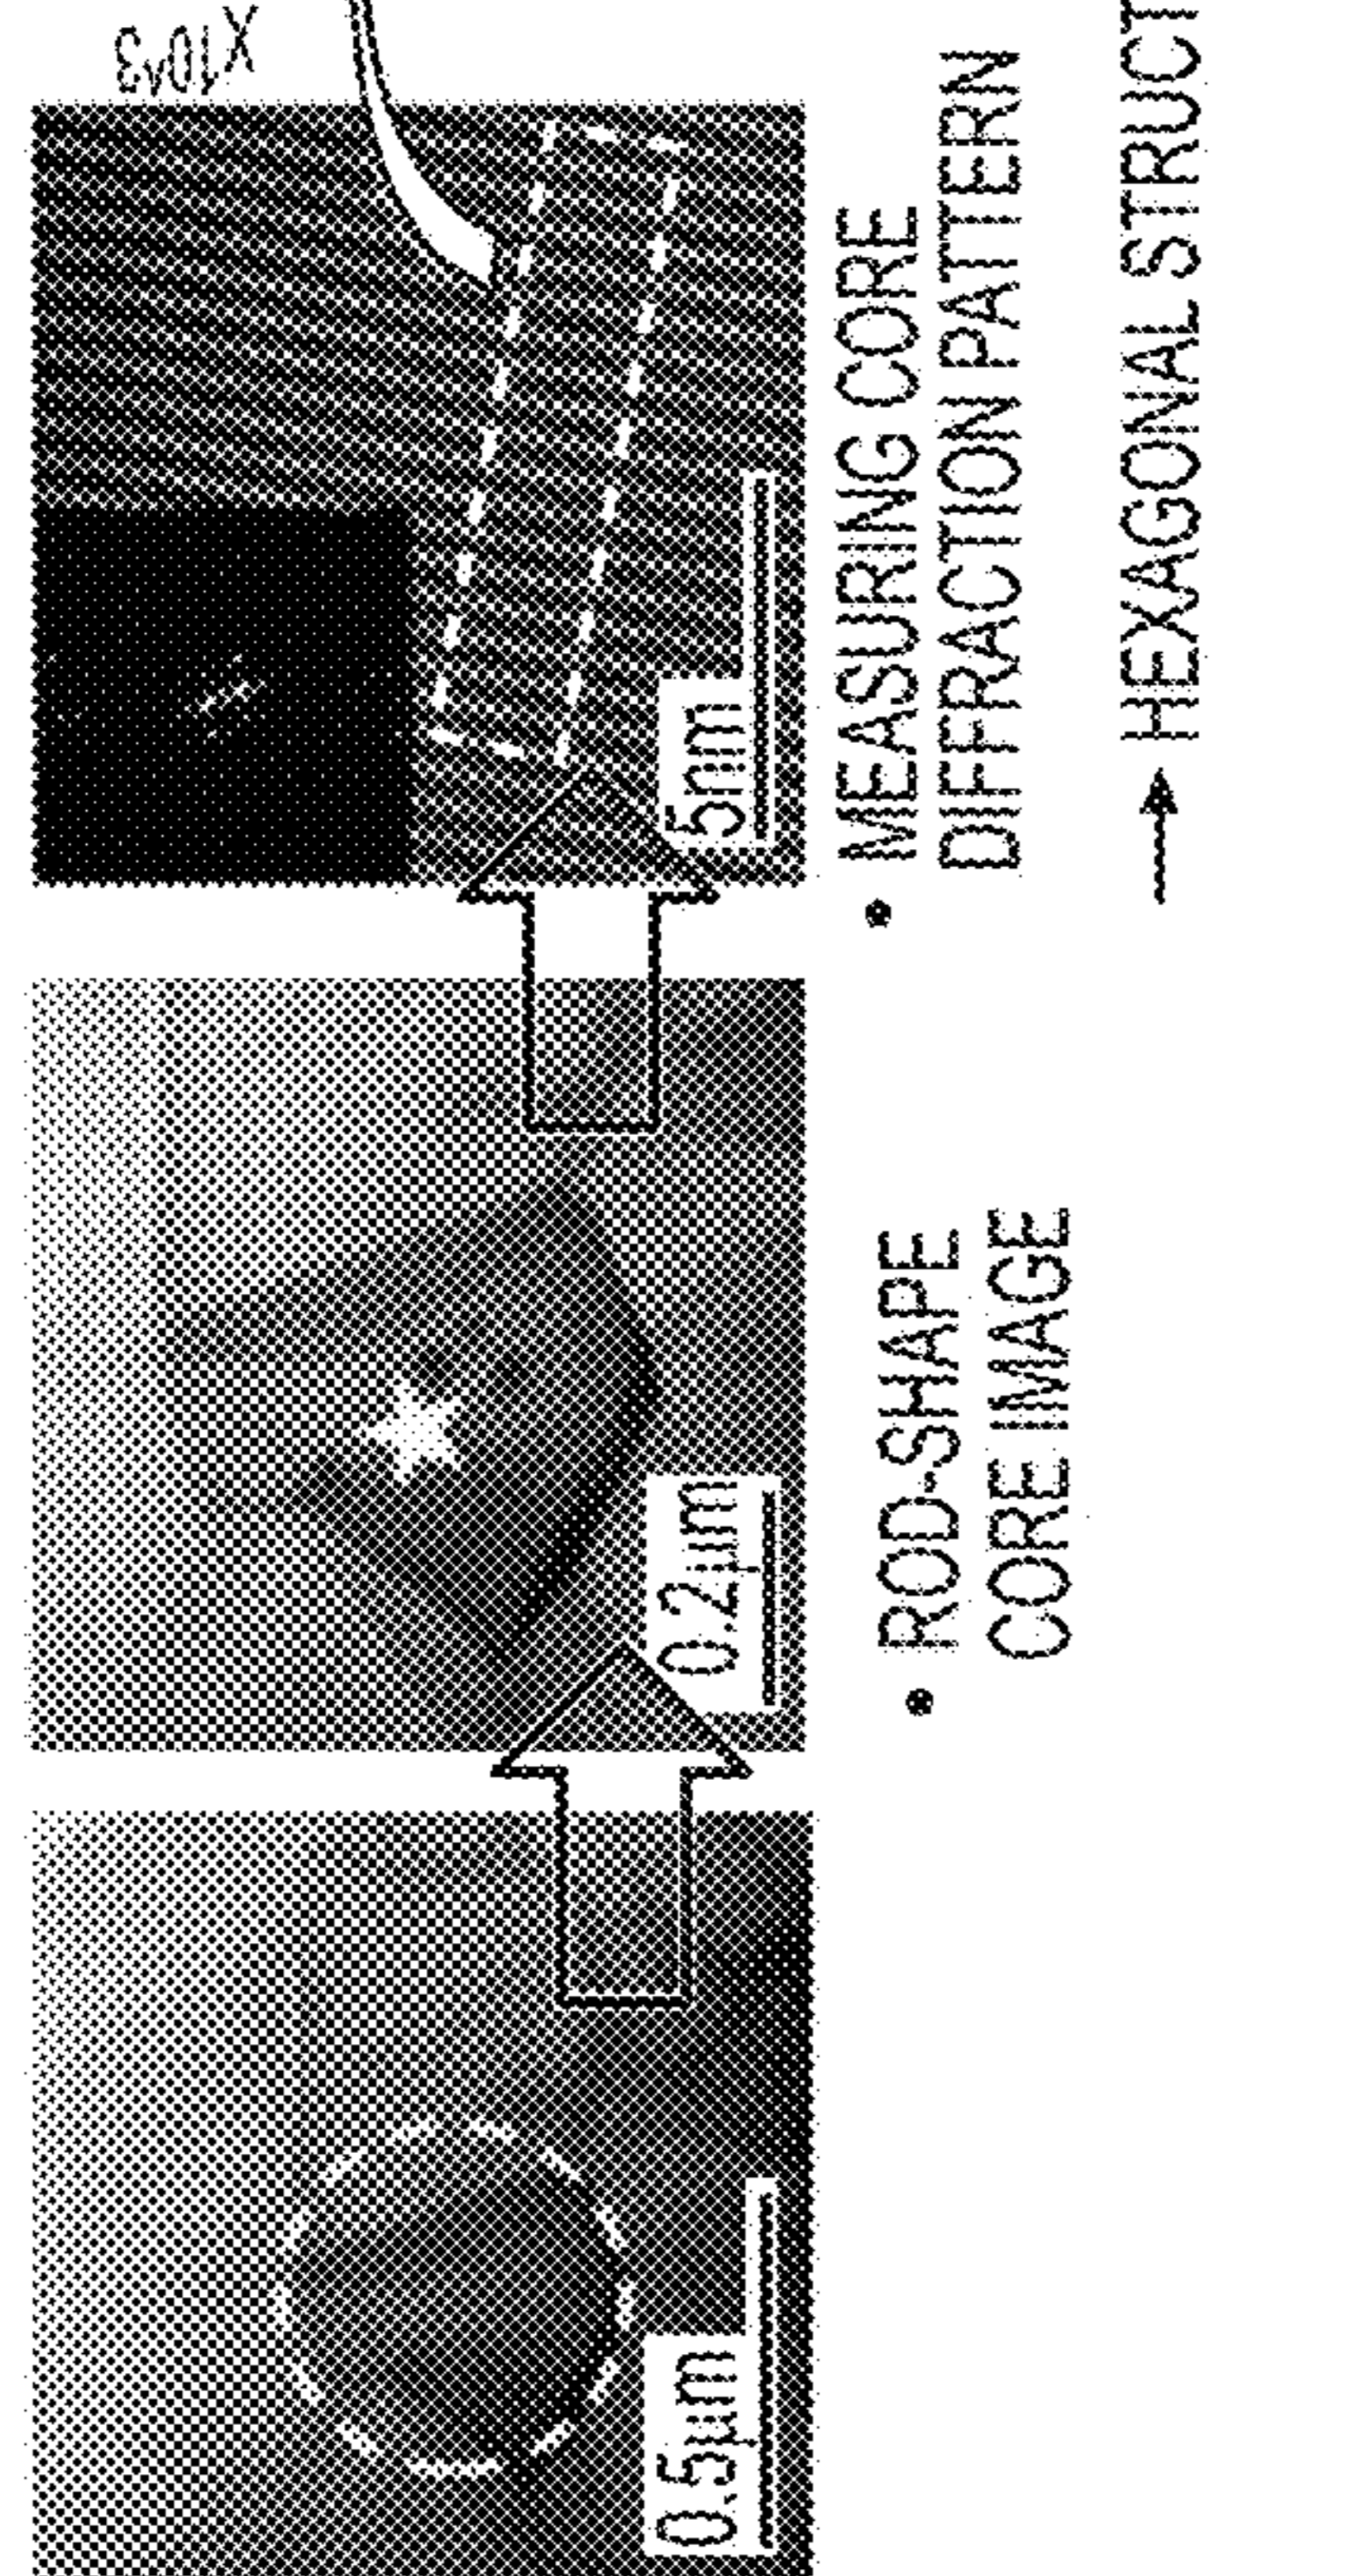 0.5µm
0.2µm
5nm
X10^3
• ROD-SHAPE
CORE IMAGE
• MEASURING CORE
DIFFRACTION PATTERN
→ HEXAGONAL STRUCT